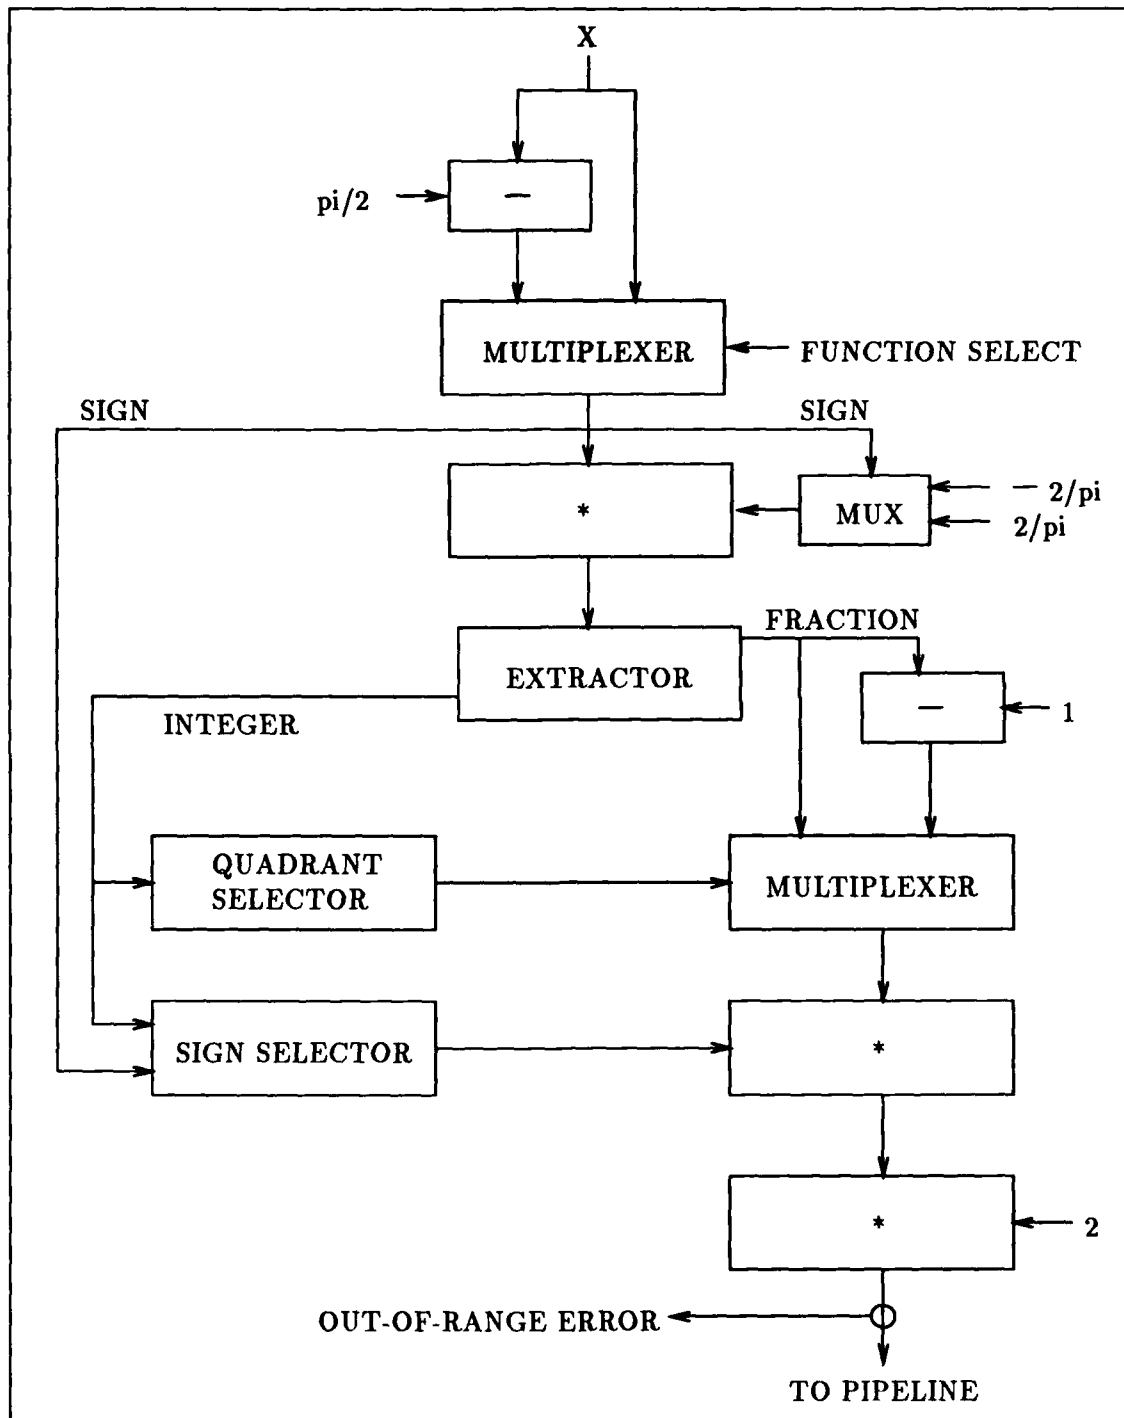 X
pi/2
—
MULTIPLEXER
FUNCTION SELECT
SIGN
SIGN
*
MUX
— 2/pi
2/pi
FRACTION
EXTRACTOR
—
1
INTEGER
QUADRANT
SELECTOR
MULTIPLEXER
SIGN SELECTOR
*
*
2
OUT-OF-RANGE ERROR
TO PIPELINE